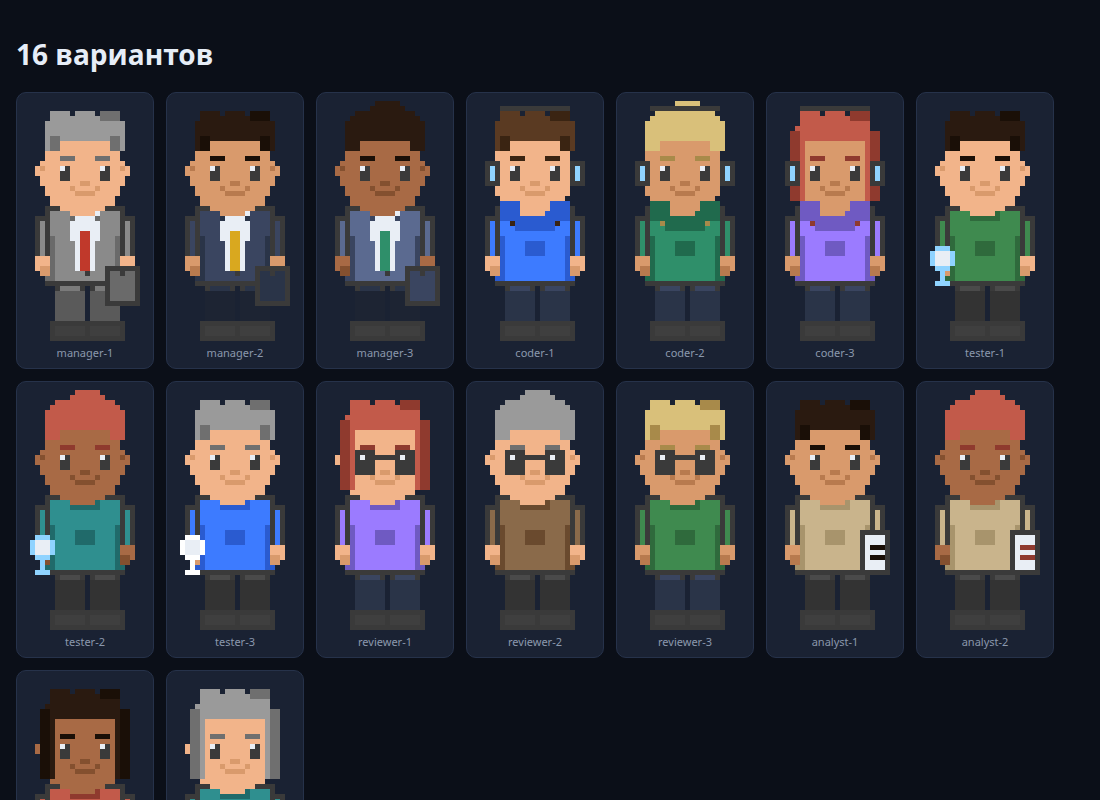 16 вариантов
manager-1
manager-2
manager-3
coder-1
coder-2
coder-3
tester-1
tester-2
tester-3
reviewer-1
reviewer-2
reviewer-3
analyst-1
analyst-2